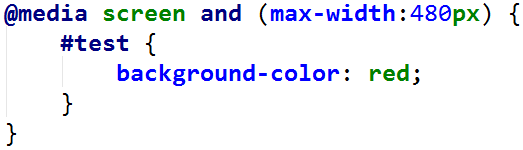 @media screen and (max-width:480px) {
    #test {
        background-color: red;
    }
}